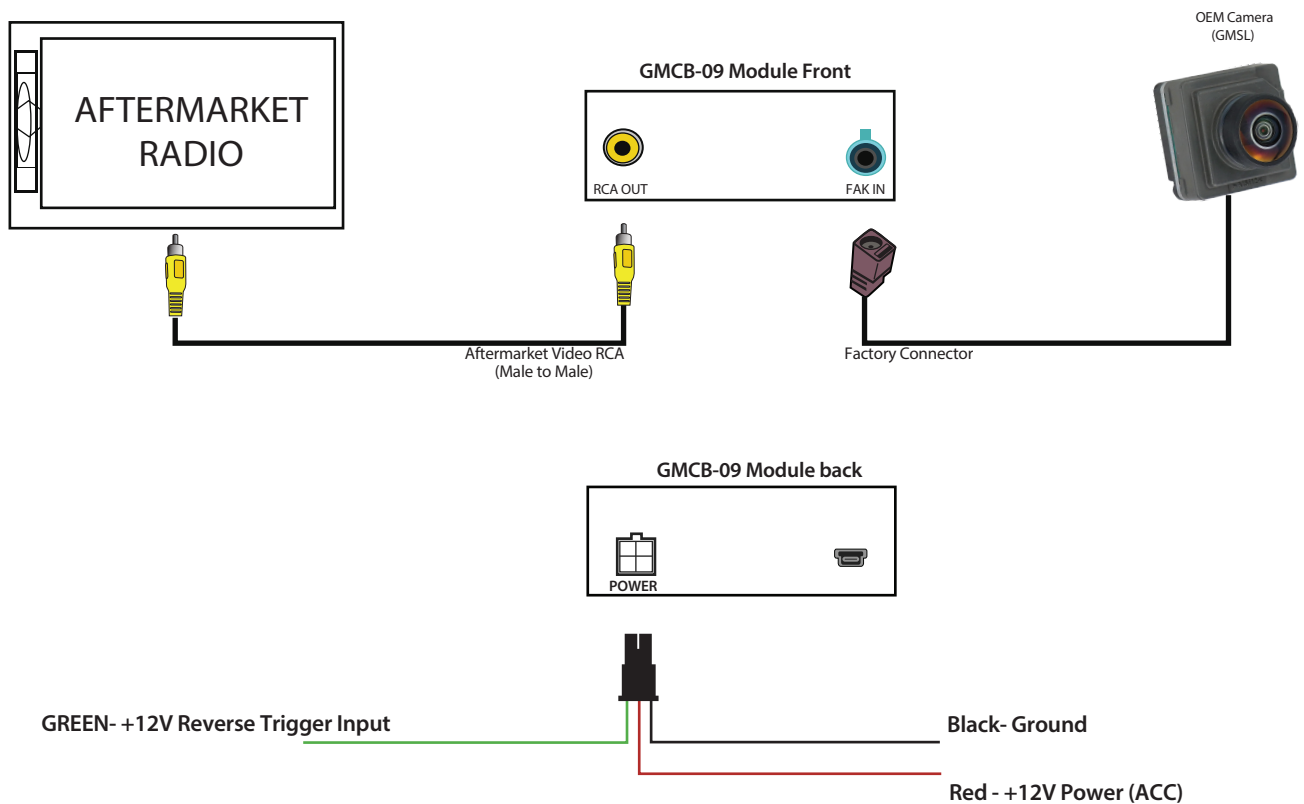 OEM Camera
(GMSL)
GMCB-09 Module Front
AFTERMARKET
RADIO
RCA OUT
FAK IN
Aftermarket Video RCA
(Male to Male)
Factory Connector
GMCB-09 Module back
POWER
GREEN- +12V Reverse Trigger Input
Black- Ground
Red - +12V Power (ACC)